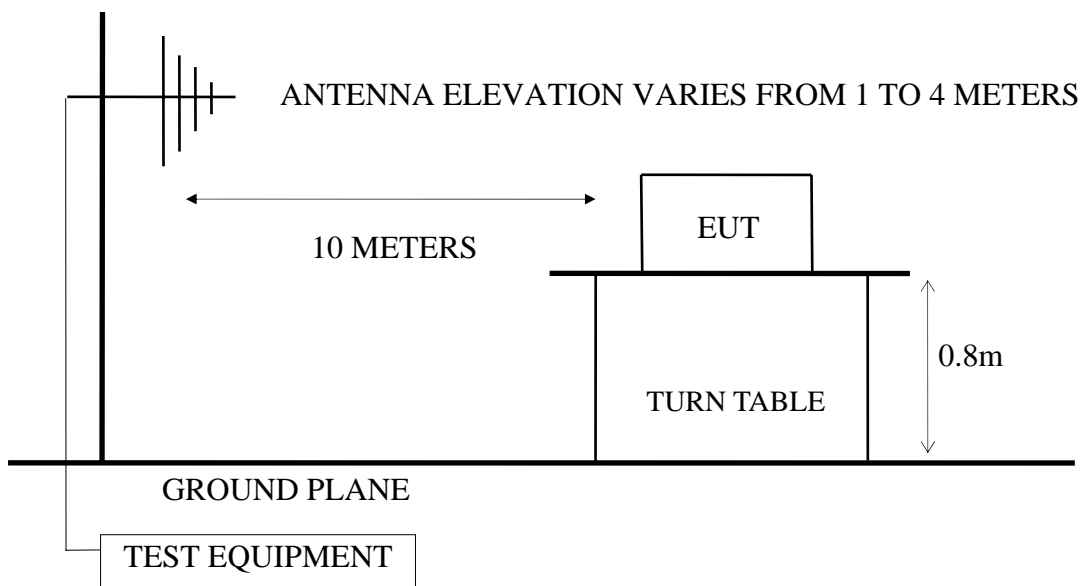 ANTENNA ELEVATION VARIES FROM 1 TO 4 METERS
EUT
10 METERS
0.8m
TURN TABLE
GROUND PLANE
TEST EQUIPMENT